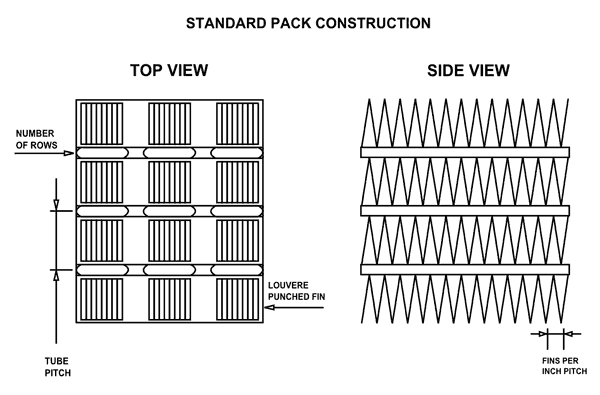 STANDARD PACK CONSTRUCTION
TOP VIEW
SIDE VIEW
NUMBER
OF ROWS
LOUVERE
PUNCHED FIN
TUBE
PITCH
FINS PER
INCH PITCH